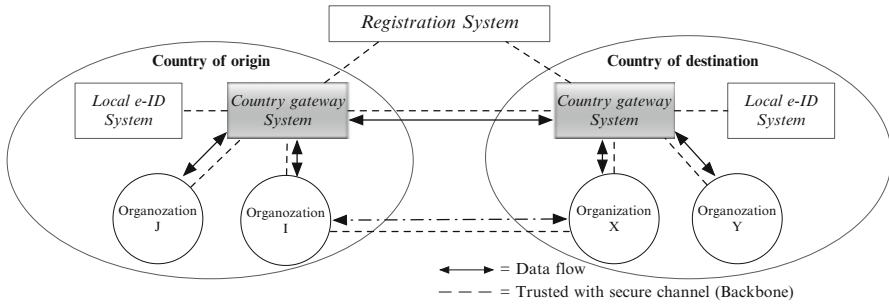 Registration System
Country of origin
Country of destination
Local e-ID
System
Country gateway
System
Country gateway
System
Local e-ID
System
Organozation
J
Organozation
I
Organization
X
Organozation
Y
= Data flow
= Trusted with secure channel (Backbone)